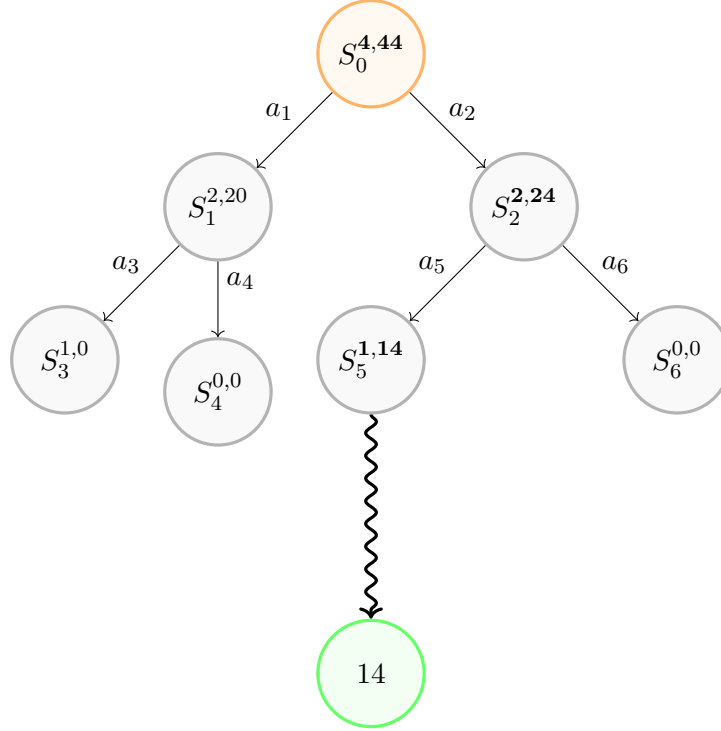 S_0^{4,44}
a_1 a_2
S_1^{2,20} S_2^{2,24}
a_3 a_4 a_5 a_6
S_3^{1,0} S_4^{0,0} S_5^{1,14} S_6^{0,0}
14